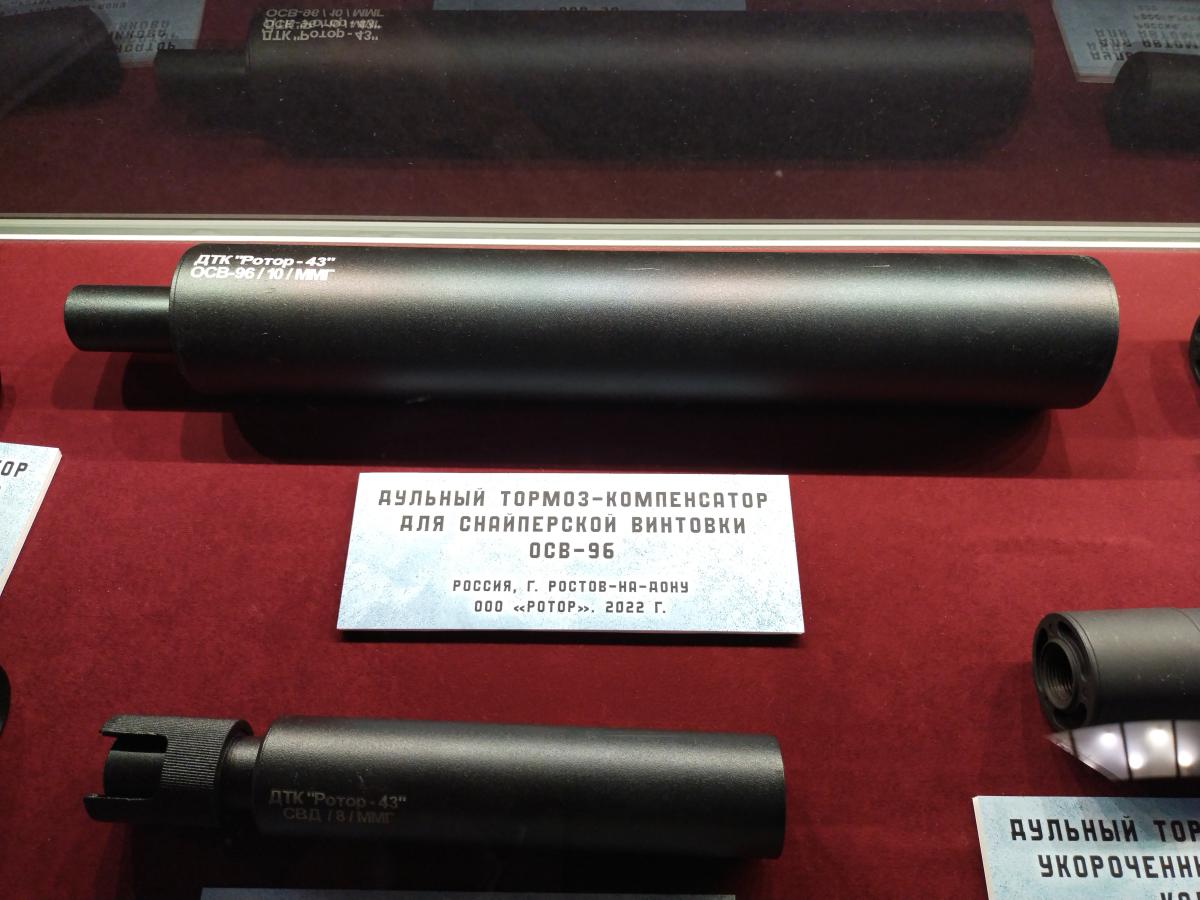 ДТК "Ротор - 43"
ОСВ-96 / 10 / ММГ
ДУЛЬНЫЙ ТОРМОЗ-КОМПЕНСАТОР
ДЛЯ СНАЙПЕРСКОЙ ВИНТОВКИ
ОСВ-96
РОССИЯ, Г. РОСТОВ-НА-ДОНУ
ООО «РОТОР». 2022 Г.
ДТК "Ротор - 43"
СВД / 8 / ММГ
ДУЛЬНЫЙ ТОР
УКОРОЧЕНН